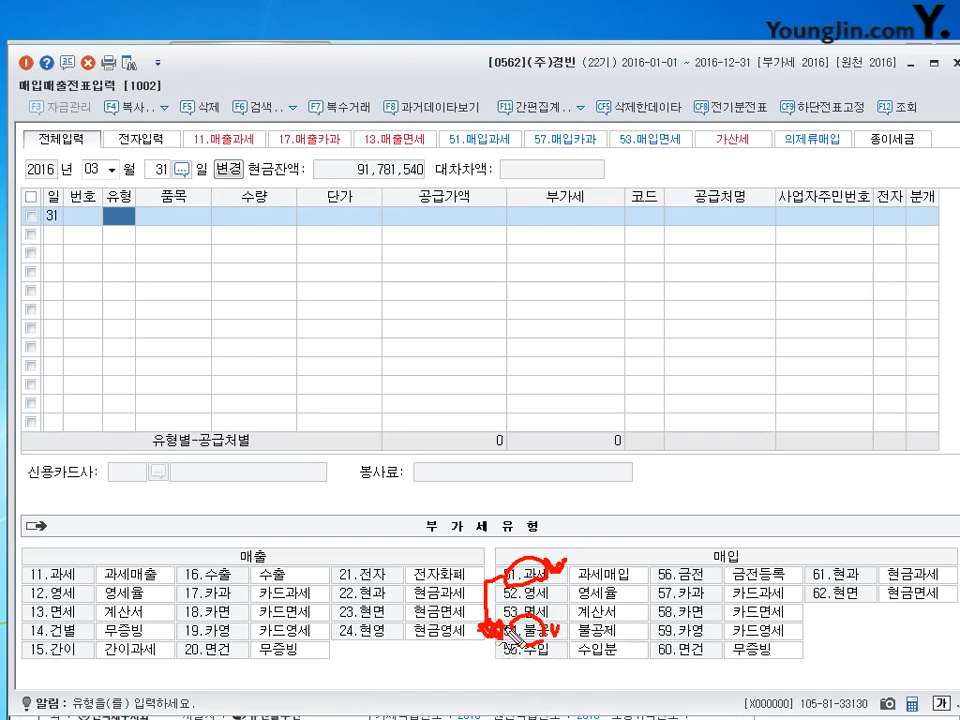 YoungJin.com Y.
[0562](주)경빈 (22기) 2016-01-01 ~ 2016-12-31 [부가세 2016] [원천 2016]
매입매출전표입력 [1002]
F3 자금관리 F4 복사.. F5 삭제 F6 검색.. F7 복수거래 F8 과거데이타보기 F11 간편집계.. CF5 삭제한데이타 CF8 전기분전표 CF9 하단전표고정 F12 조회
전체입력 전자입력 11.매출과세 17.매출카과 13.매출면세 51.매입과세 57.매입카과 53.매입면세 가산세 의제류매입 종이세금
2016 년 03 월 31 일 변경 현금잔액: 91,781,540 대차차액:
일 번호 유형 품목 수량 단가 공급가액 부가세 코드 공급처명 사업자주민번호 전자 분개
31
유형별-공급처별 0 0
신용카드사: 봉사료:
부 가 세 유 형
매출 매입
11.과세 과세매출 16.수출 수출 21.전자 전자화폐 51.과세 과세매입 56.금전 금전등록 61.현과 현금과세
12.영세 영세율 17.카과 카드과세 22.현과 현금과세 52.영세 영세율 57.카과 카드과세 62.현면 현금면세
13.면세 계산서 18.카면 카드면세 23.현면 현금면세 53.면세 계산서 58.카면 카드면세
14.건별 무증빙 19.카영 카드영세 24.현영 현금영세 54.불공 불공제 59.카영 카드영세
15.간이 간이과세 20.면건 무증빙 55.수입 수입분 60.면건 무증빙
알림: 유형을(를) 입력하세요. [X000000] 105-81-33130 가